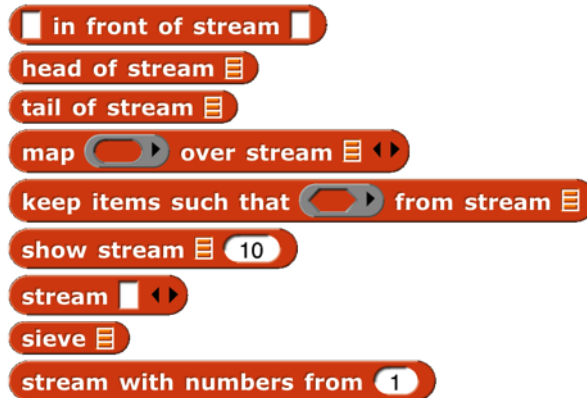 in front of stream
head of stream
tail of stream
map over stream
keep items such that from stream
show stream 10
stream
sieve
stream with numbers from 1